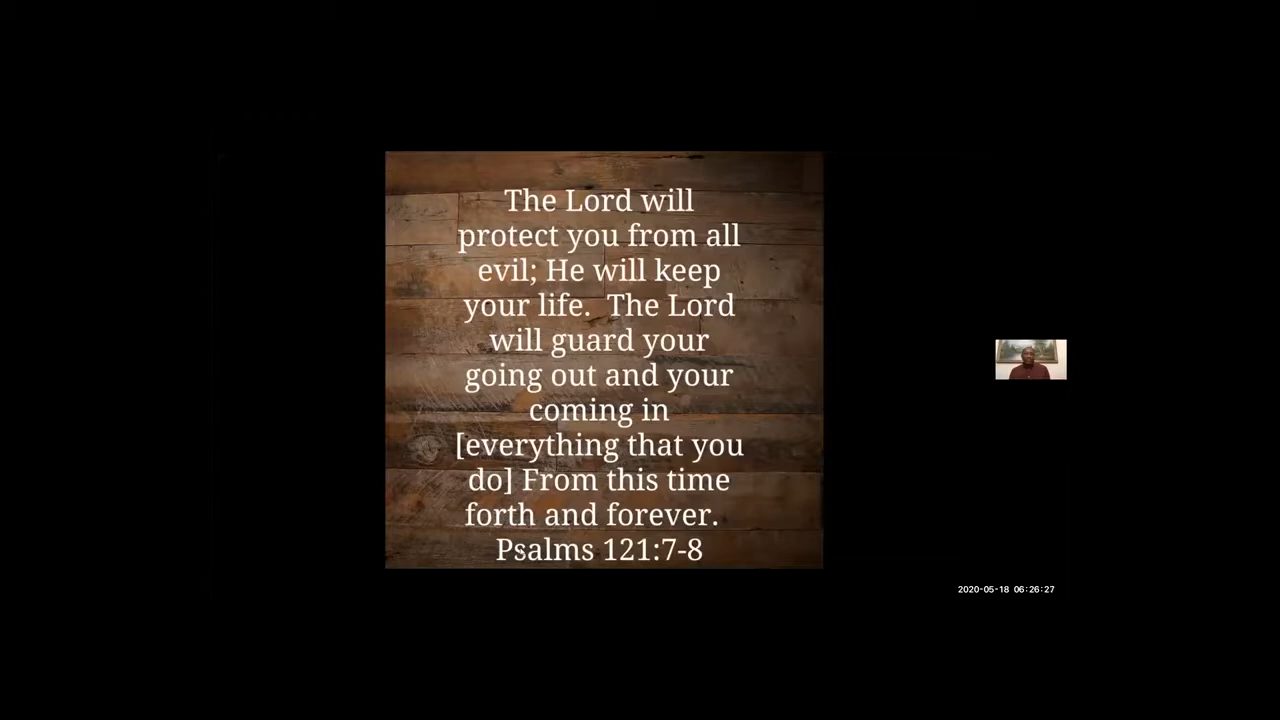 The Lord will
protect you from all
evil; He will keep
your life.  The Lord
will guard your
going out and your
coming in
[everything that you
do] From this time
forth and forever.
Psalms 121:7-8
2020-05-18 06:26:27